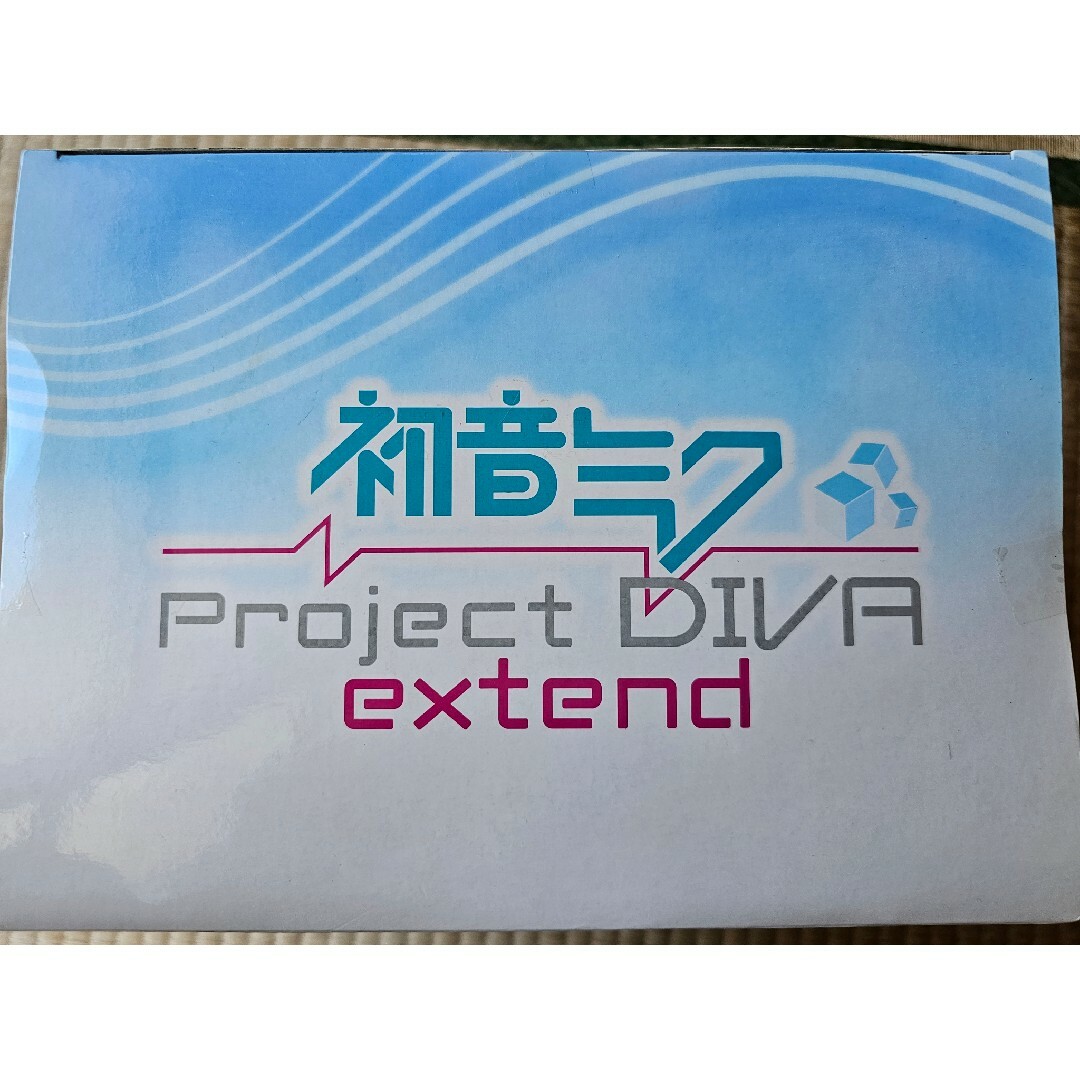 初音ミク
Project DIVA
extend